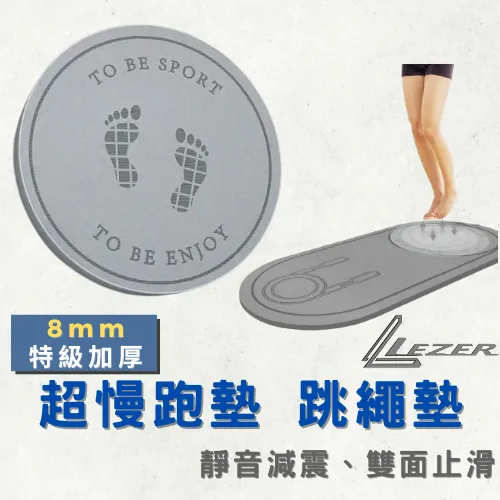 TO BE SPORT
TO BE ENJOY
8mm
特級加厚
LEZER
超慢跑墊 跳繩墊
靜音減震、雙面止滑